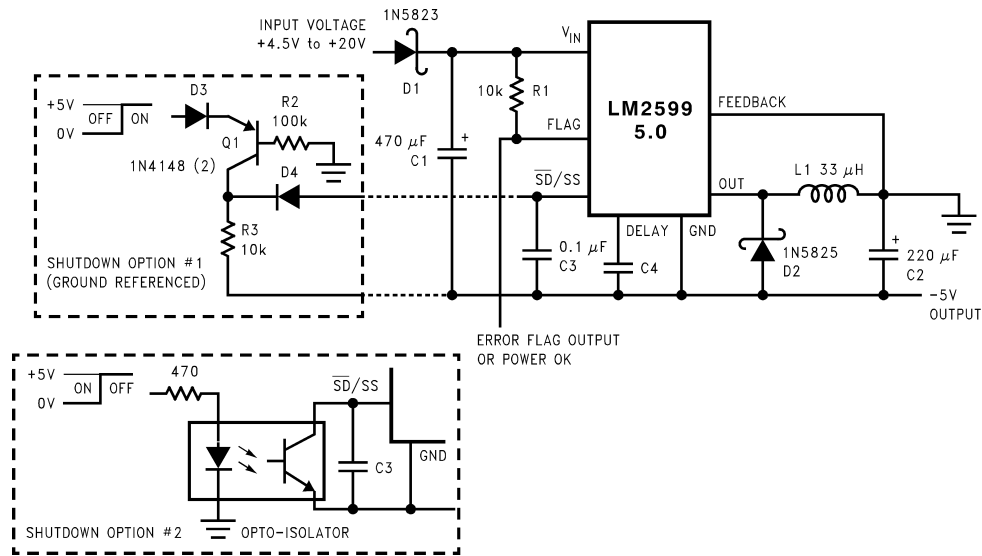 1N5823
INPUT VOLTAGE
+4.5V to +20V
D1
VIN
10k R1
FLAG
LM2599
5.0
FEEDBACK
470 µF
+
C1
SD/SS
OUT
L1 33 µH
DELAY
GND
0.1 µF
C3
C4
1N5825
D2
+
220 µF
C2
-5V
OUTPUT
ERROR FLAG OUTPUT
OR POWER OK
+5V
0V
OFF
ON
D3
R2
100k
Q1
1N4148 (2)
D4
R3
10k
SHUTDOWN OPTION #1
(GROUND REFERENCED)
+5V
0V
ON
OFF
470
SD/SS
GND
C3
SHUTDOWN OPTION #2
OPTO-ISOLATOR